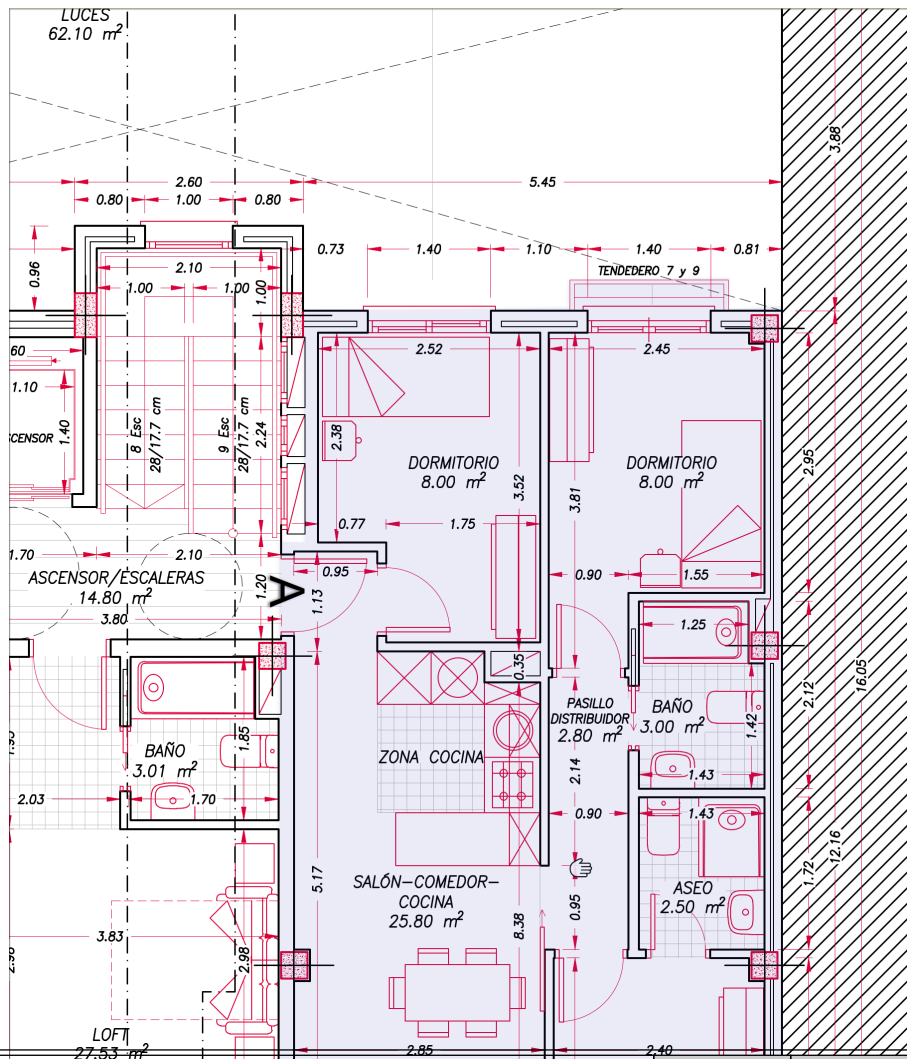 LUCES
62.10 m²
3.88
2.60
5.45
0.80
1.00
0.80
0.73
1.40
1.10
1.40
0.81
0.96
2.10
TENDEDERO 7 y 9
1.00
1.00
1.00
60
2.52
2.45
1.10
1.40
ASCENSOR
8 Esc
28/17.7 cm
9 Esc
28/17.7 cm
2.24
2.38
DORMITORIO
8.00 m²
3.52
3.81
DORMITORIO
8.00 m²
2.95
0.77
1.75
1.70
2.10
0.95
0.90
1.55
ASCENSOR/ESCALERAS
14.80 m²
1.20
A
1.13
3.80
1.25
0.35
16.05
2.12
1.42
PASILLO
DISTRIBUIDOR
2.80 m²
BAÑO
3.00 m²
1.95
BAÑO
3.01 m²
1.85
ZONA COCINA
2.14
1.43
2.03
1.70
0.90
1.43
12.16
1.72
5.17
SALÓN-COMEDOR-
COCINA
25.80 m²
8.38
0.95
ASEO
2.50 m²
3.83
2.98
2.98
LOFT
27.53 m²
2.85
2.40